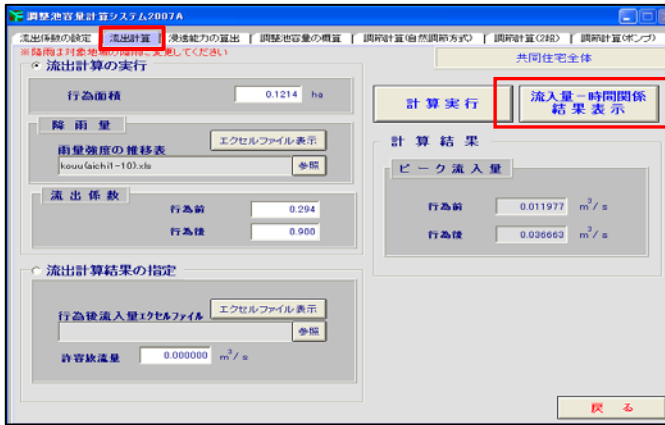 調整池容量計算システム2007A
流出係数の設定 流出計算 浸透能力の算出 調整池容量の概算 調節計算(自然調節方式) 調節計算(2段) 調節計算(ポンプ)
※降雨は対象地域の降雨に変更してください
共同住宅全体
流出計算の実行
行為面積 0.1214 ha
計算実行
流入量－時間関係
結果表示
降雨量
エクセルファイル表示
雨量強度の推移表
kouu(aichi1-10).xls 参照
流出係数
行為前 0.294
行為後 0.900
計算結果
ピーク流入量
行為前 0.011977 m³/s
行為後 0.036663 m³/s
流出計算結果の指定
エクセルファイル表示
行為後流入量エクセルファイル
参照
許容放流量 0.000000 m³/s
戻る